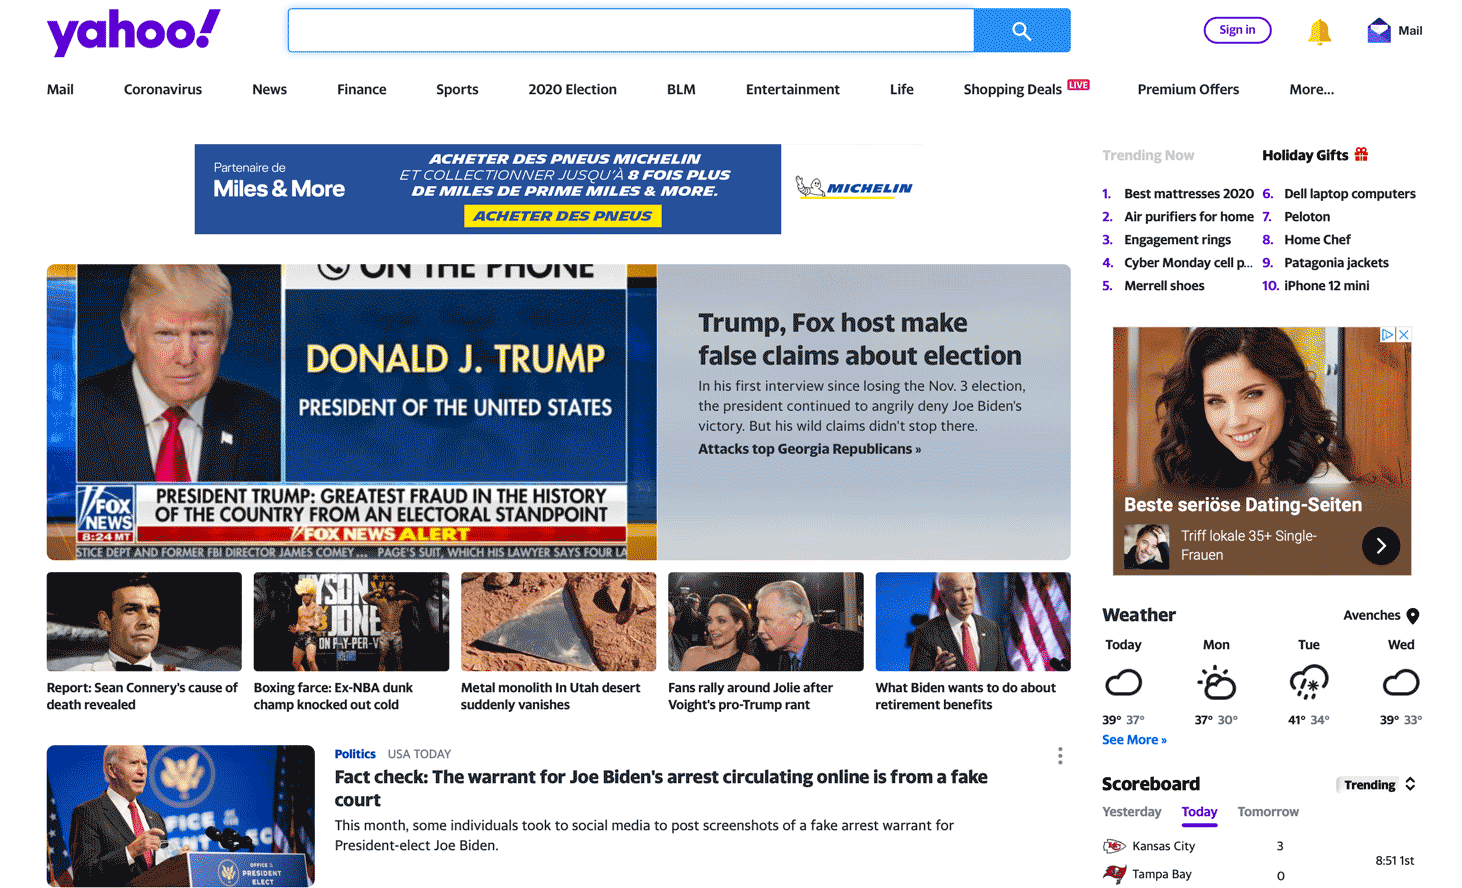 yahoo!
Sign in
Mail
Mail
Coronavirus
News
Finance
Sports
2020 Election
BLM
Entertainment
Life
Shopping Deals
LIVE
Premium Offers
More...
Partenaire de
Miles & More
ACHETER DES PNEUS MICHELIN
ET COLLECTIONNER JUSQU'À 8 FOIS PLUS
DE MILES DE PRIME MILES & MORE.
ACHETER DES PNEUS
MICHELIN
ON THE PHONE
DONALD J. TRUMP
PRESIDENT OF THE UNITED STATES
FOX
NEWS
8:24 MT
PRESIDENT TRUMP: GREATEST FRAUD IN THE HISTORY
OF THE COUNTRY FROM AN ELECTORAL STANDPOINT
FOX NEWS ALERT
STICE DEPT AND FORMER FBI DIRECTOR JAMES COMEY... PAGE'S SUIT, WHICH HIS LAWYER SAYS FOUR LA
Trump, Fox host make
false claims about election
In his first interview since losing the Nov. 3 election,
the president continued to angrily deny Joe Biden's
victory. But his wild claims didn't stop there.
Attacks top Georgia Republicans »
YSON
JONE
ON PAY-PER-V
Report: Sean Connery's cause of
death revealed
Boxing farce: Ex-NBA dunk
champ knocked out cold
Metal monolith In Utah desert
suddenly vanishes
Fans rally around Jolie after
Voight's pro-Trump rant
What Biden wants to do about
retirement benefits
OFFICE OF THE
PRESIDENT
ELECT
Politics USA TODAY
Fact check: The warrant for Joe Biden's arrest circulating online is from a fake
court
This month, some individuals took to social media to post screenshots of a fake arrest warrant for
President-elect Joe Biden.
Trending Now
Holiday Gifts
1. Best mattresses 2020
2. Air purifiers for home
3. Engagement rings
4. Cyber Monday cell p...
5. Merrell shoes
6. Dell laptop computers
7. Peloton
8. Home Chef
9. Patagonia jackets
10. iPhone 12 mini
Beste seriöse Dating-Seiten
Triff lokale 35+ Single-
Frauen
Weather
Avenches
Today
Mon
Tue
Wed
39° 37°
37° 30°
41° 34°
39° 33°
See More »
Scoreboard
Trending
Yesterday
Today
Tomorrow
Kansas City 3
Tampa Bay 0
8:51 1st